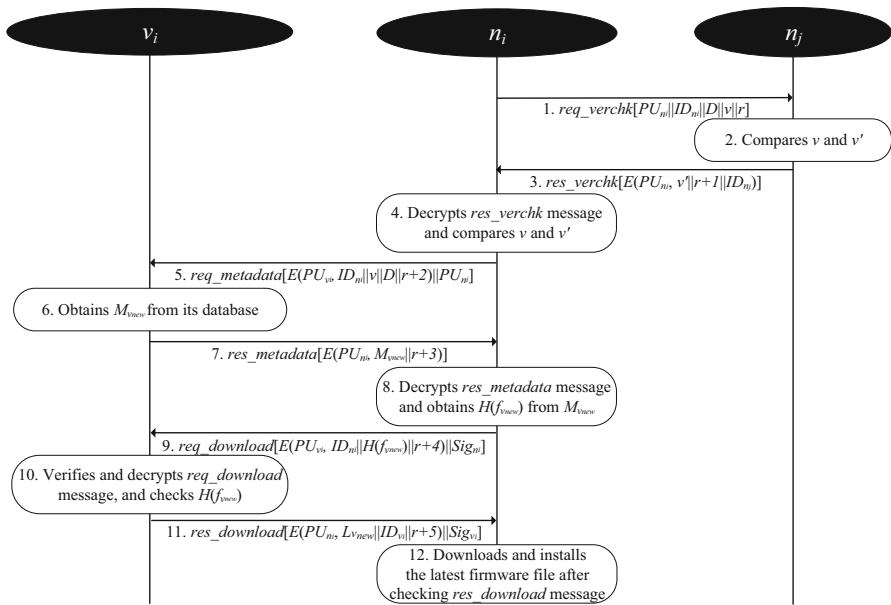 v_i n_i n_j
1. req_verchk[PU_ni||ID_ni||D||v||r]
2. Compares v and v'
3. res_verchk[E(PU_ni, v'||r+1||ID_nj)]
4. Decrypts res_verchk message
and compares v and v'
5. req_metadata[E(PU_vi, ID_ni||v||D||r+2)||PU_ni]
6. Obtains M_vnew from its database
7. res_metadata[E(PU_ni, M_vnew||r+3)]
8. Decrypts res_metadata message
and obtains H(f_vnew) from M_vnew
9. req_download[E(PU_vi, ID_ni||H(f_vnew)||r+4)||Sig_ni]
10. Verifies and decrypts req_download
message, and checks H(f_vnew)
11. res_download[E(PU_ni, L_vnew||ID_vi||r+5)||Sig_vi]
12. Downloads and installs
the latest firmware file after
checking res_download message